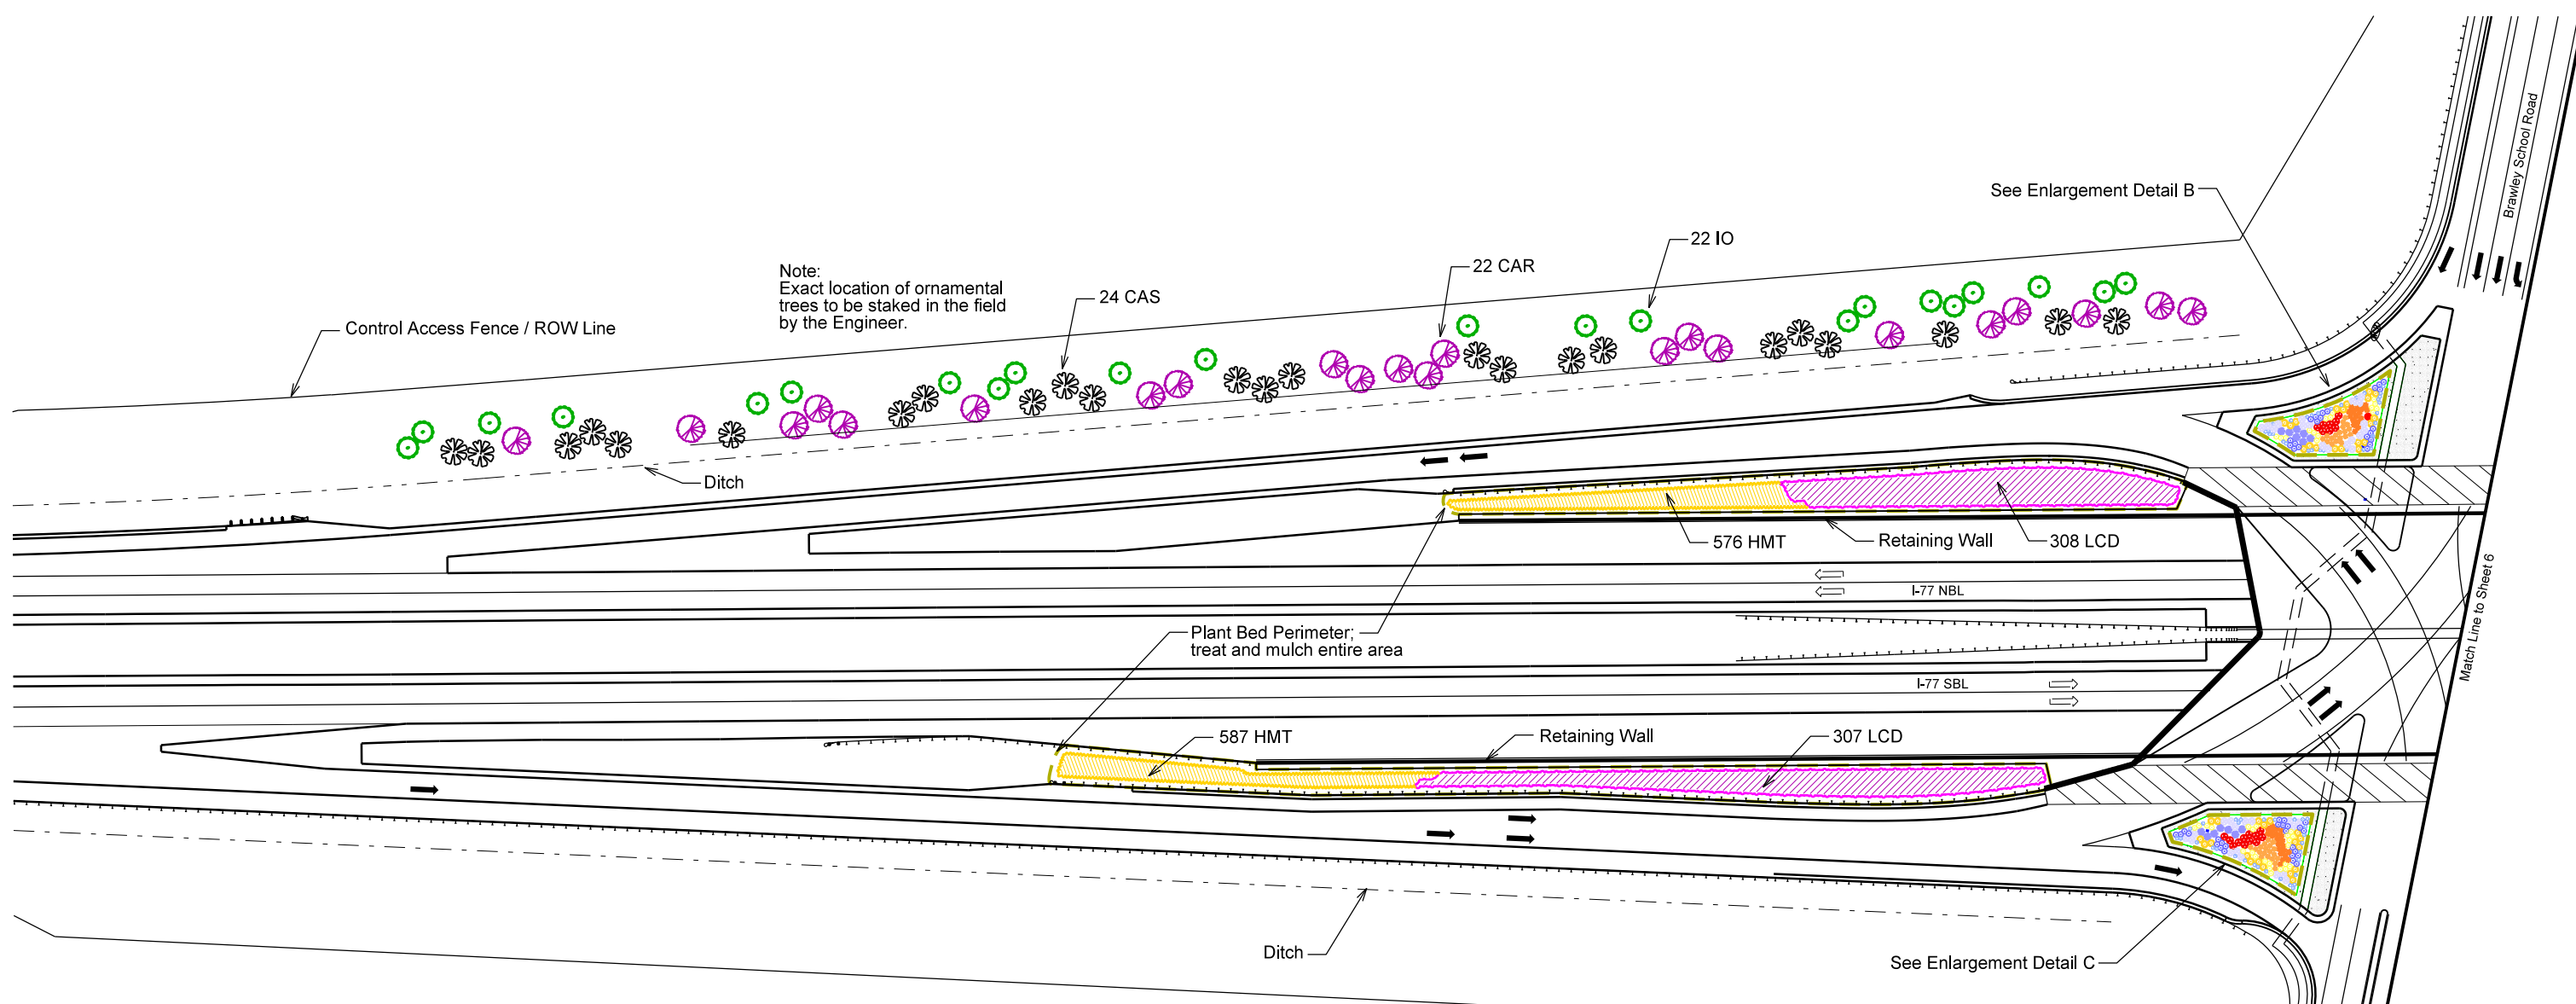 Brawley School Road
See Enlargement Detail B
22 IO
22 CAR
Note:
Exact location of ornamental
trees to be staked in the field
by the Engineer.
24 CAS
Control Access Fence / ROW Line
Ditch
576 HMT
Retaining Wall
308 LCD
I-77 NBL
Plant Bed Perimeter;
treat and mulch entire area
Match Line to Sheet 6
I-77 SBL
587 HMT
Retaining Wall
307 LCD
Ditch
See Enlargement Detail C